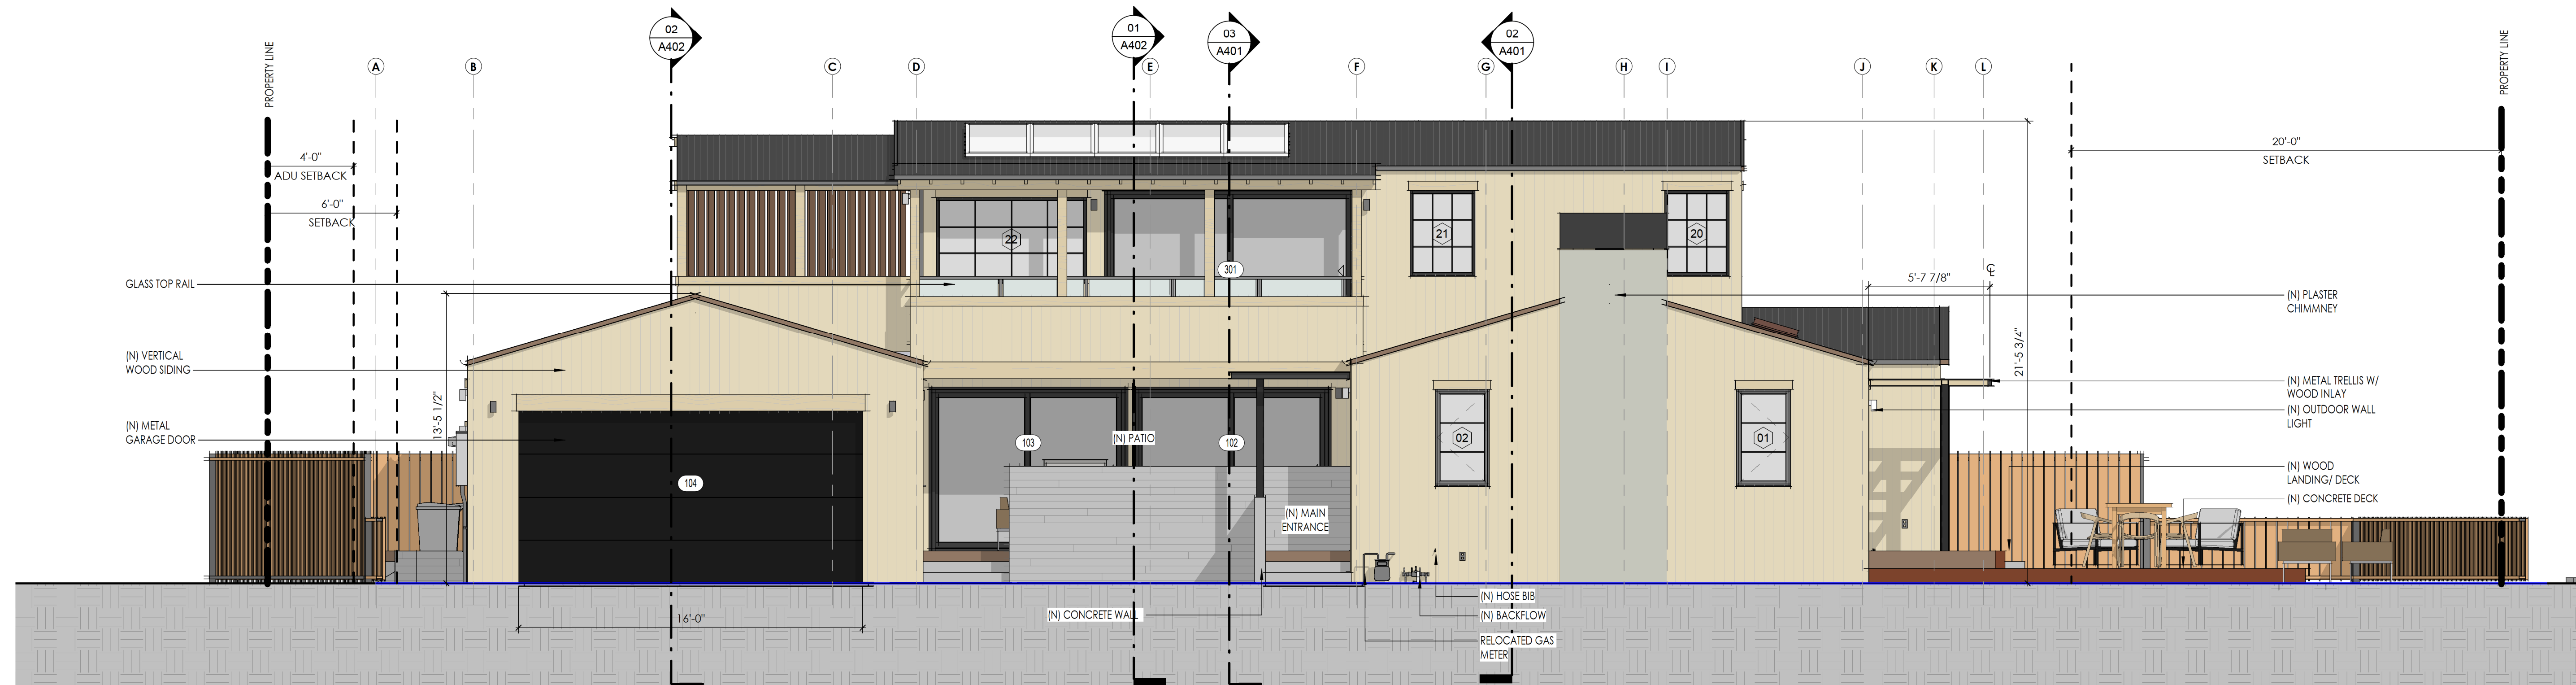 02
A402
01
A402
03
A401
02
A401
PROPERTY LINE
A
B
C
D
E
F
G
H
I
J
K
L
PROPERTY LINE
4'-0"
ADU SETBACK
6'-0"
SETBACK
20'-0"
SETBACK
22
21
20
301
GLASS TOP RAIL
5'-7 7/8"
CL
(N) PLASTER
CHIMMNEY
21'-5 3/4"
(N) VERTICAL
WOOD SIDING
13'-5 1/2"
(N) METAL TRELLIS W/
WOOD INLAY
(N) OUTDOOR WALL
LIGHT
(N) METAL
GARAGE DOOR
103
(N) PATIO
102
02
01
104
(N) WOOD
LANDING/ DECK
(N) CONCRETE DECK
(N) MAIN
ENTRANCE
(N) HOSE BIB
(N) CONCRETE WALL
(N) BACKFLOW
16'-0"
RELOCATED GAS
METER